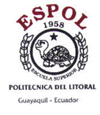 ESPOL
1958
ESCUELA SUPERIOR
POLITECNICA DEL LITORAL
Guayaquil - Ecuador